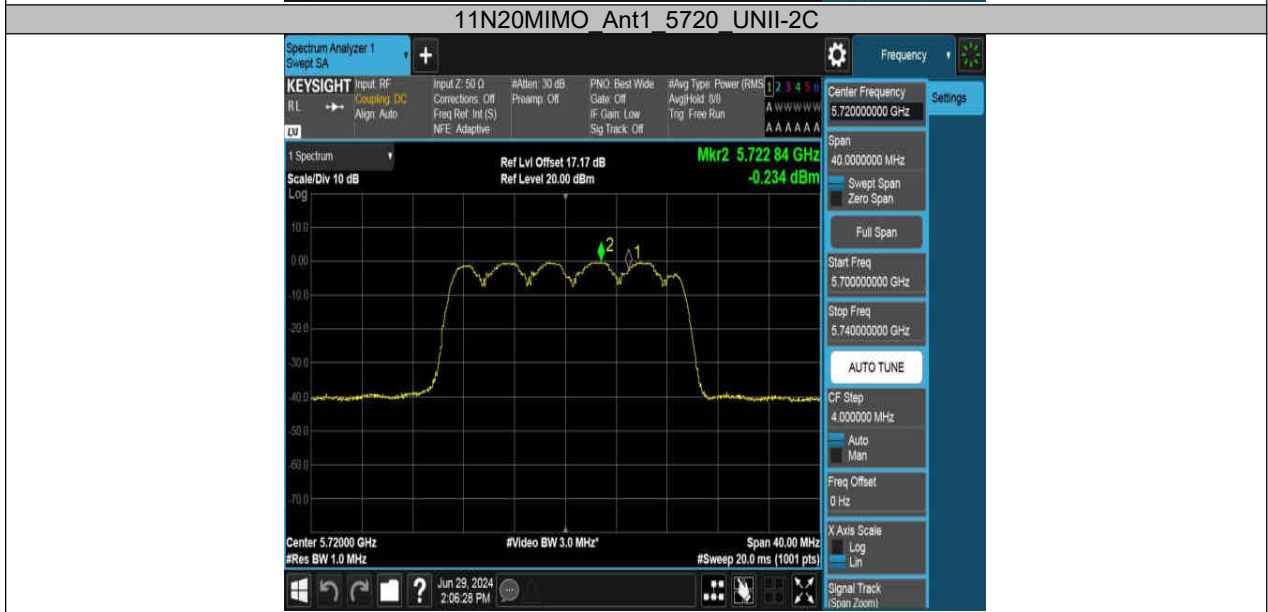 11N20MIMO_Ant1_5720_UNII-2C
Spectrum Analyzer 1
Swept SA
+
Frequency
KEYSIGHT
RL
LXI
Input: RF
Coupling: DC
Align: Auto
Input Z: 50 Ω
Corrections: Off
Freq Ref: Int (S)
NFE: Adaptive
#Atten: 30 dB
Preamp: Off
PNO: Best Wide
Gate: Off
IF Gain: Low
Sig Track: Off
#Avg Type: Power (RMS
Avg|Hold: 8/8
Trig: Free Run
1 2 3 4 5 6
A W W W W W
A A A A A A
1 Spectrum
Scale/Div 10 dB
Log
Ref Lvl Offset 17.17 dB
Ref Level 20.00 dBm
Mkr2 5.722 84 GHz
-0.234 dBm
10.0
0.00
-10.0
-20.0
-30.0
-40.0
-50.0
-60.0
-70.0
2
1
Center 5.72000 GHz
#Res BW 1.0 MHz
#Video BW 3.0 MHz*
Span 40.00 MHz
#Sweep 20.0 ms (1001 pts)
?
Jun 29, 2024
2:06:28 PM
Center Frequency
5.720000000 GHz
Settings
Span
40.0000000 MHz
Swept Span
Zero Span
Full Span
Start Freq
5.700000000 GHz
Stop Freq
5.740000000 GHz
AUTO TUNE
CF Step
4.000000 MHz
Auto
Man
Freq Offset
0 Hz
X Axis Scale
Log
Lin
Signal Track
(Span Zoom)